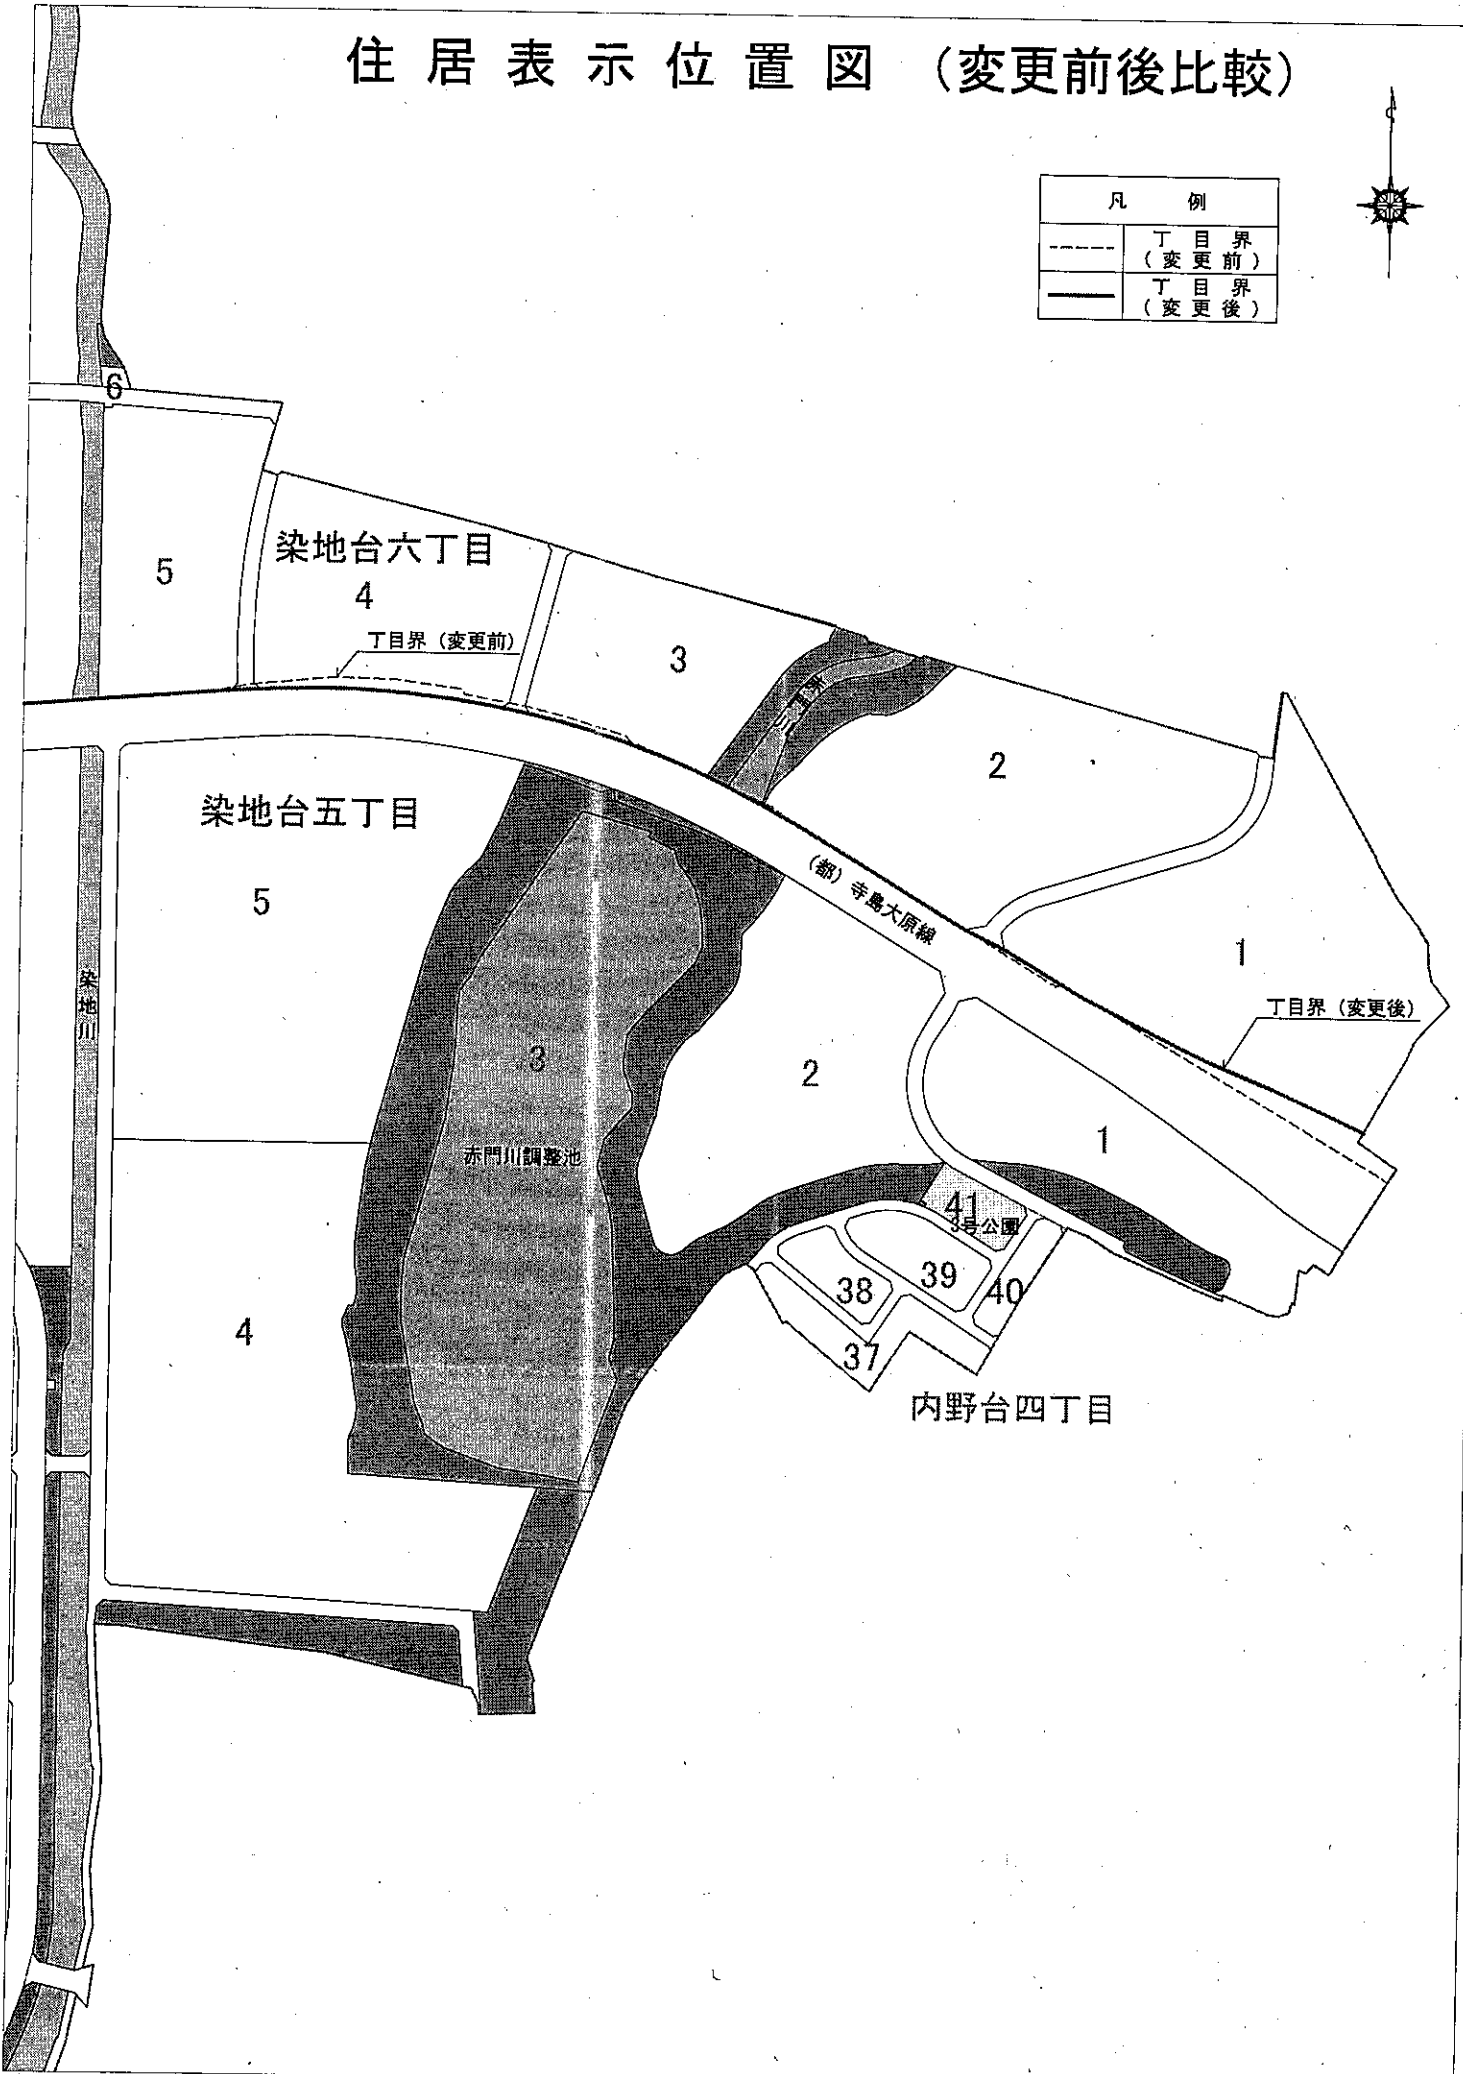 住居表示位置図（変更前後比較）
凡例
丁目界
（変更前）
丁目界
（変更後）
6
5
染地台六丁目
4
丁目界（変更前）
3
赤門川
2
1
染地台五丁目
5
（都）寺島大原線
丁目界（変更後）
染地川
3
2
1
赤門川調整池
41
3号公園
4
38
39
40
37
内野台四丁目